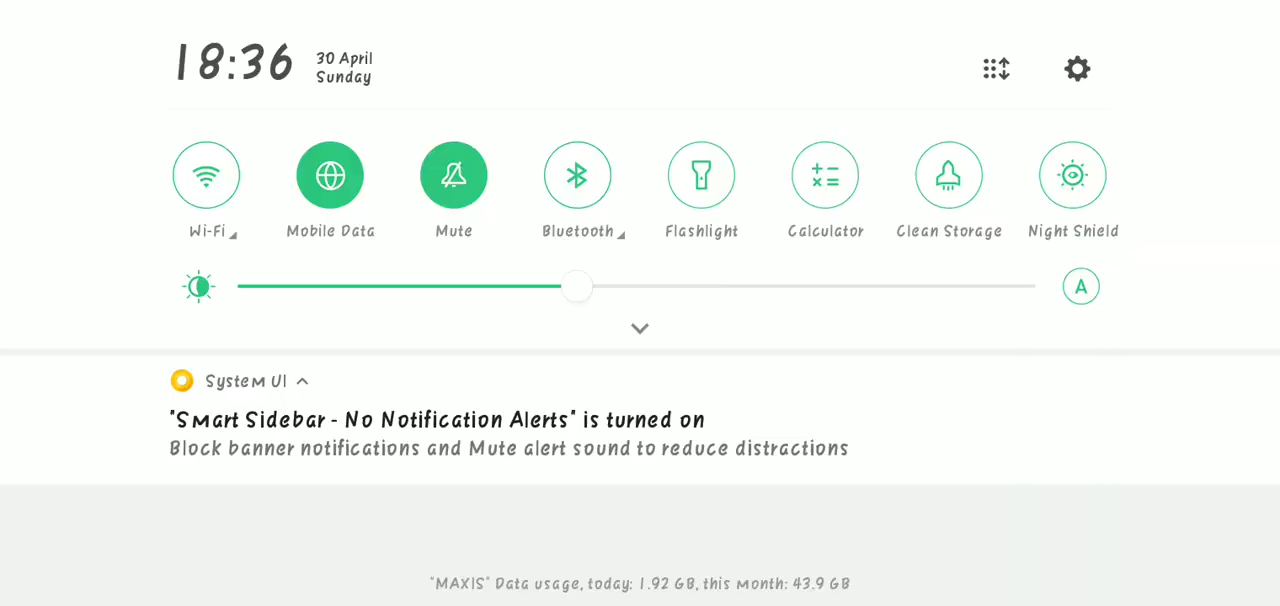 18:36
30 April
Sunday
Wi-Fi
Mobile Data
Mute
Bluetooth
Flashlight
Calculator
Clean Storage
Night Shield
A
System UI
"Smart Sidebar - No Notification Alerts" is turned on
Block banner notifications and Mute alert sound to reduce distractions
"MAXIS" Data usage, today: 1.92 GB, this month: 43.9 GB